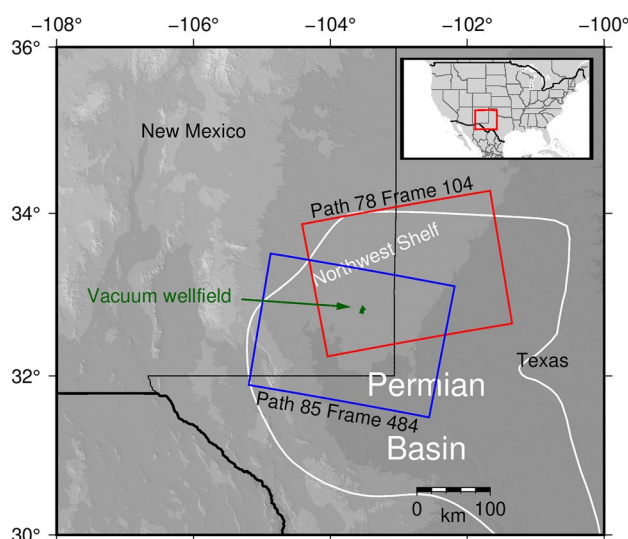 −108° −106° −104° −102° −100°
36°
New Mexico
Path 78 Frame 104
34°
Northwest Shelf
Vacuum wellfield
Texas
32°
Permian
Path 85 Frame 484
Basin
0 100
km
30°